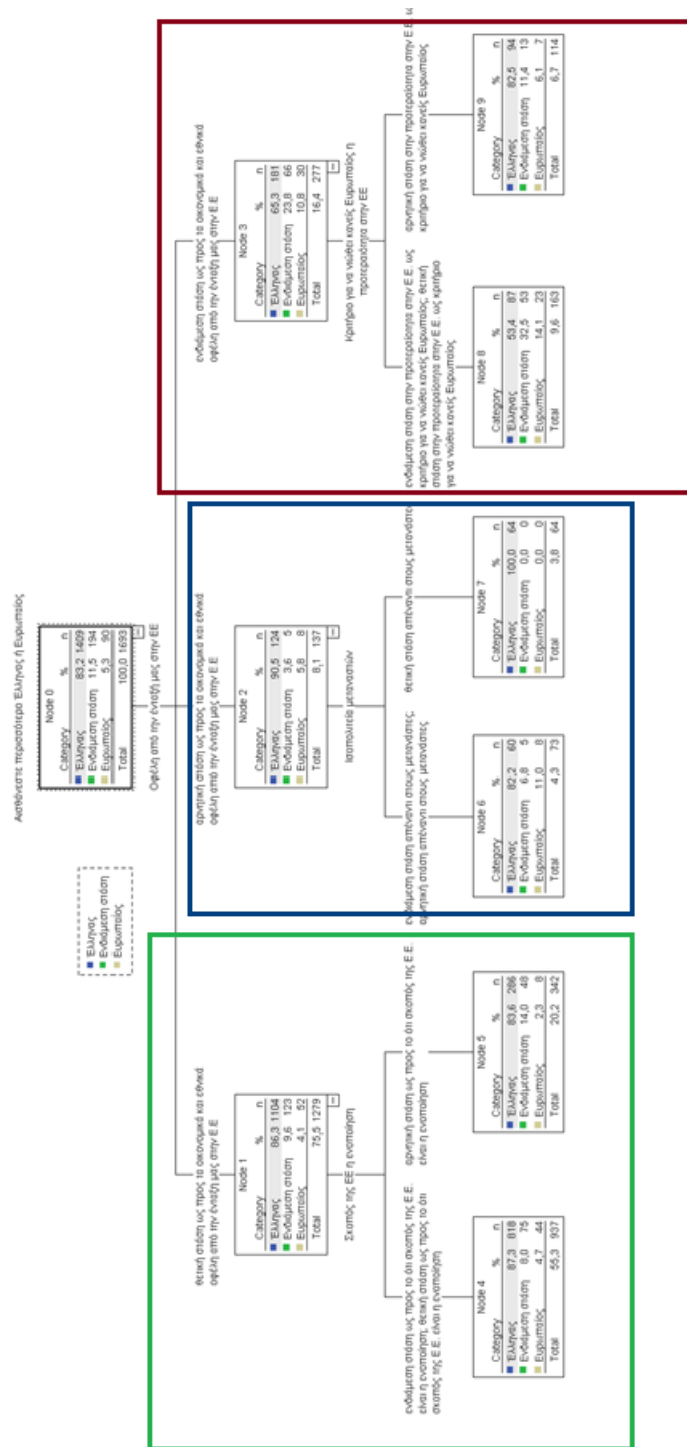 Αισθάνεστε περισσότερο Έλληνας ή Ευρωπαίος
Έλληνας
Ενδιάμεση στάση
Ευρωπαίος
Node 0
Category % n
Έλληνας 83,2 1409
Ενδιάμεση στάση 11,5 194
Ευρωπαίος 5,3 90
Total 100,0 1693
Οφέλη από την ένταξή μας στην ΕΕ
θετική στάση ως προς τα οικονομικά και εθνικά
οφέλη από την ένταξή μας στην Ε.Ε
Node 1
Category % n
Έλληνας 86,3 1104
Ενδιάμεση στάση 9,6 123
Ευρωπαίος 4,1 52
Total 75,5 1279
Σκοπός της ΕΕ η ενοποίηση
αρνητική στάση ως προς τα οικονομικά και εθνικά
οφέλη από την ένταξή μας στην Ε.Ε
Node 2
Category % n
Έλληνας 90,5 124
Ενδιάμεση στάση 3,6 5
Ευρωπαίος 5,8 8
Total 8,1 137
Ισοπολιτεία μεταναστών
ενδιάμεση στάση ως προς τα οικονομικά και εθνικά
οφέλη από την ένταξή μας στην Ε.Ε
Node 3
Category % n
Έλληνας 65,3 181
Ενδιάμεση στάση 23,8 66
Ευρωπαίος 10,8 30
Total 16,4 277
Κριτήριο για να νιώθει κανείς Ευρωπαίος η
προτεραιότητα στην ΕΕ
ενδιάμεση στάση ως προς το ότι σκοπός της Ε.Ε.
είναι η ενοποίηση; θετική στάση ως προς το ότι
σκοπός της Ε.Ε. είναι η ενοποίηση
Node 4
Category % n
Έλληνας 87,3 818
Ενδιάμεση στάση 8,0 75
Ευρωπαίος 4,7 44
Total 55,3 937
αρνητική στάση ως προς το ότι σκοπός της Ε.Ε.
είναι η ενοποίηση
Node 5
Category % n
Έλληνας 83,6 286
Ενδιάμεση στάση 14,0 48
Ευρωπαίος 2,3 8
Total 20,2 342
ενδιάμεση στάση απέναντι στους μετανάστες;
αρνητική στάση απέναντι στους μετανάστες
Node 6
Category % n
Έλληνας 82,2 60
Ενδιάμεση στάση 6,8 5
Ευρωπαίος 11,0 8
Total 4,3 73
θετική στάση απέναντι στους μετανάστες
Node 7
Category % n
Έλληνας 100,0 64
Ενδιάμεση στάση 0,0 0
Ευρωπαίος 0,0 0
Total 3,8 64
ενδιάμεση στάση στην προτεραιότητα στην Ε.Ε. ως
κριτήριο για να νιώθει κανείς Ευρωπαίος; θετική
στάση στην προτεραιότητα στην Ε.Ε. ως κριτήριο
για να νιώθει κανείς Ευρωπαίος
Node 8
Category % n
Έλληνας 53,4 87
Ενδιάμεση στάση 32,5 53
Ευρωπαίος 14,1 23
Total 9,6 163
αρνητική στάση στην προτεραιότητα στην Ε.Ε. ως
κριτήριο για να νιώθει κανείς Ευρωπαίος
Node 9
Category % n
Έλληνας 82,5 94
Ενδιάμεση στάση 11,4 13
Ευρωπαίος 6,1 7
Total 6,7 114